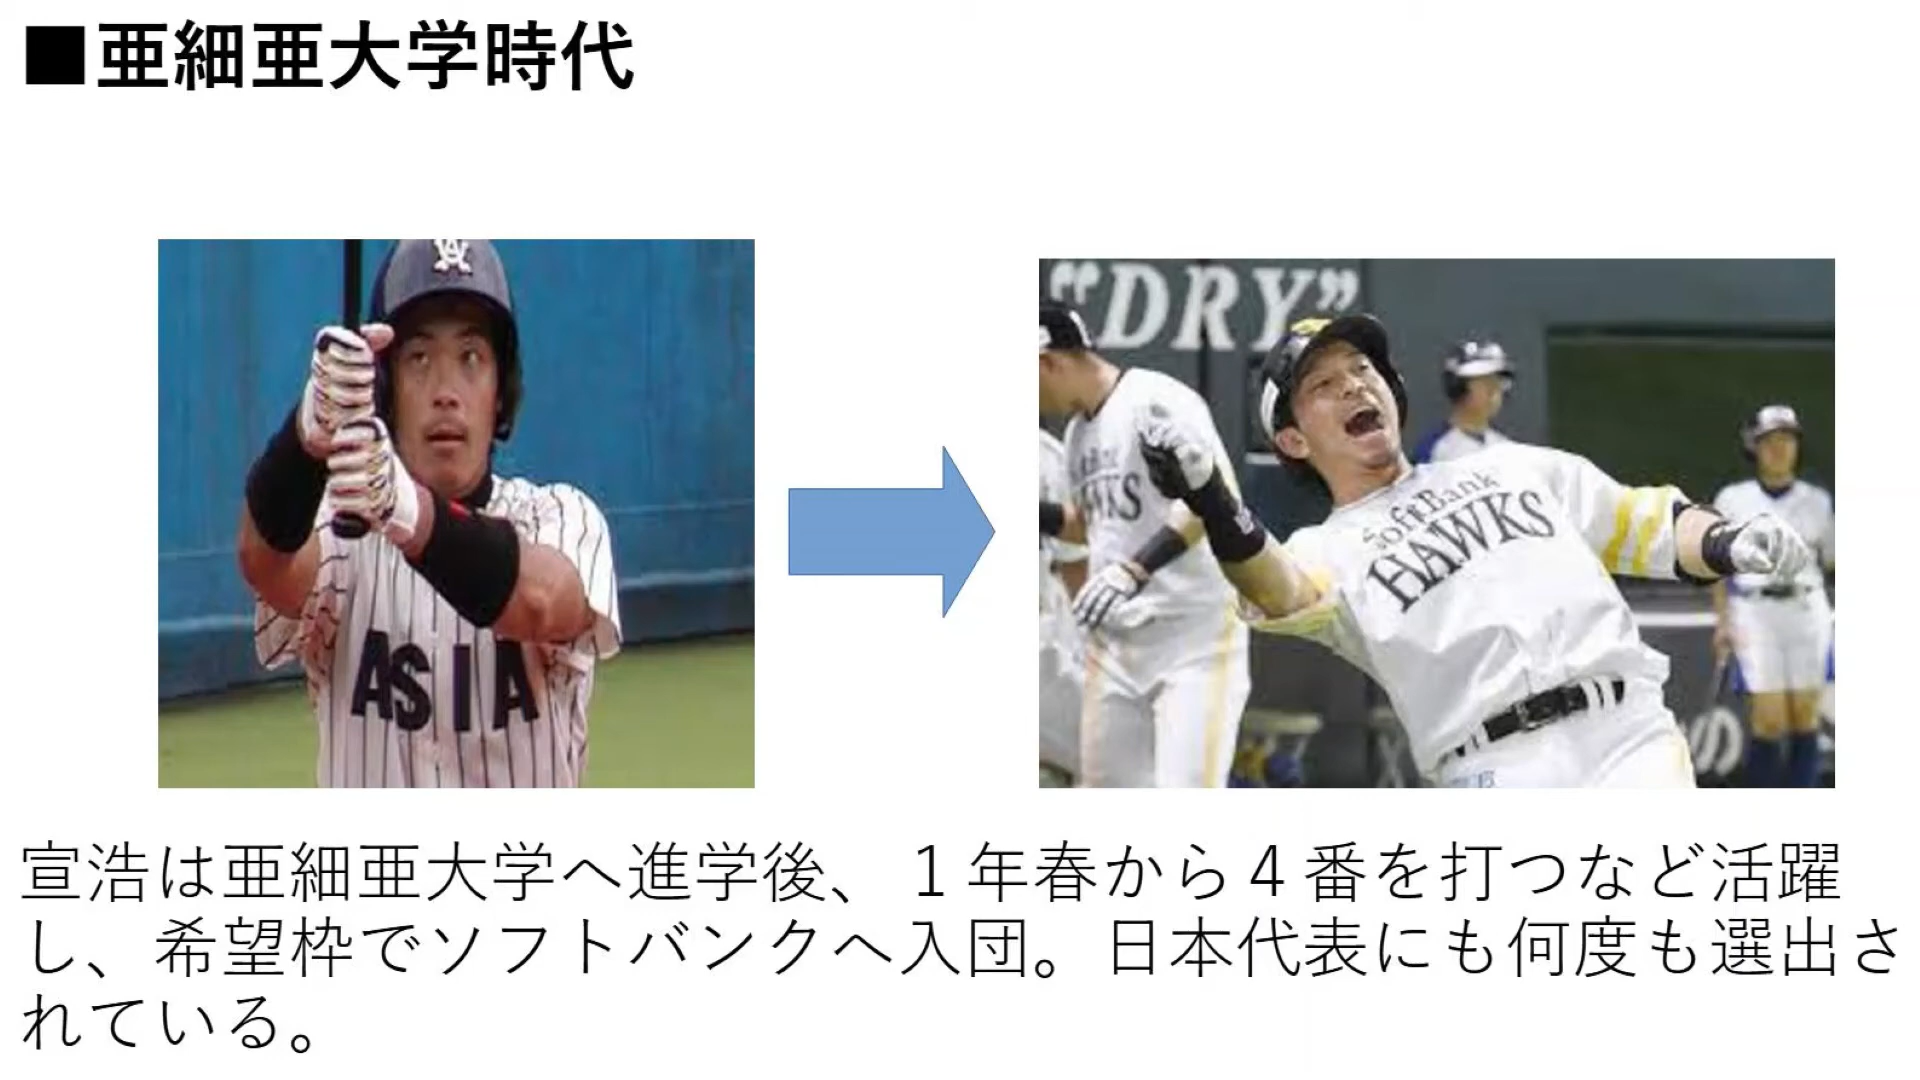 ■亜細亜大学時代
A
ASIA
"DRY"
SoftBank
HAWKS
WKS
の
宣浩は亜細亜大学へ進学後、１年春から４番を打つなど活躍
し、希望枠でソフトバンクへ入団。日本代表にも何度も選出さ
れている。